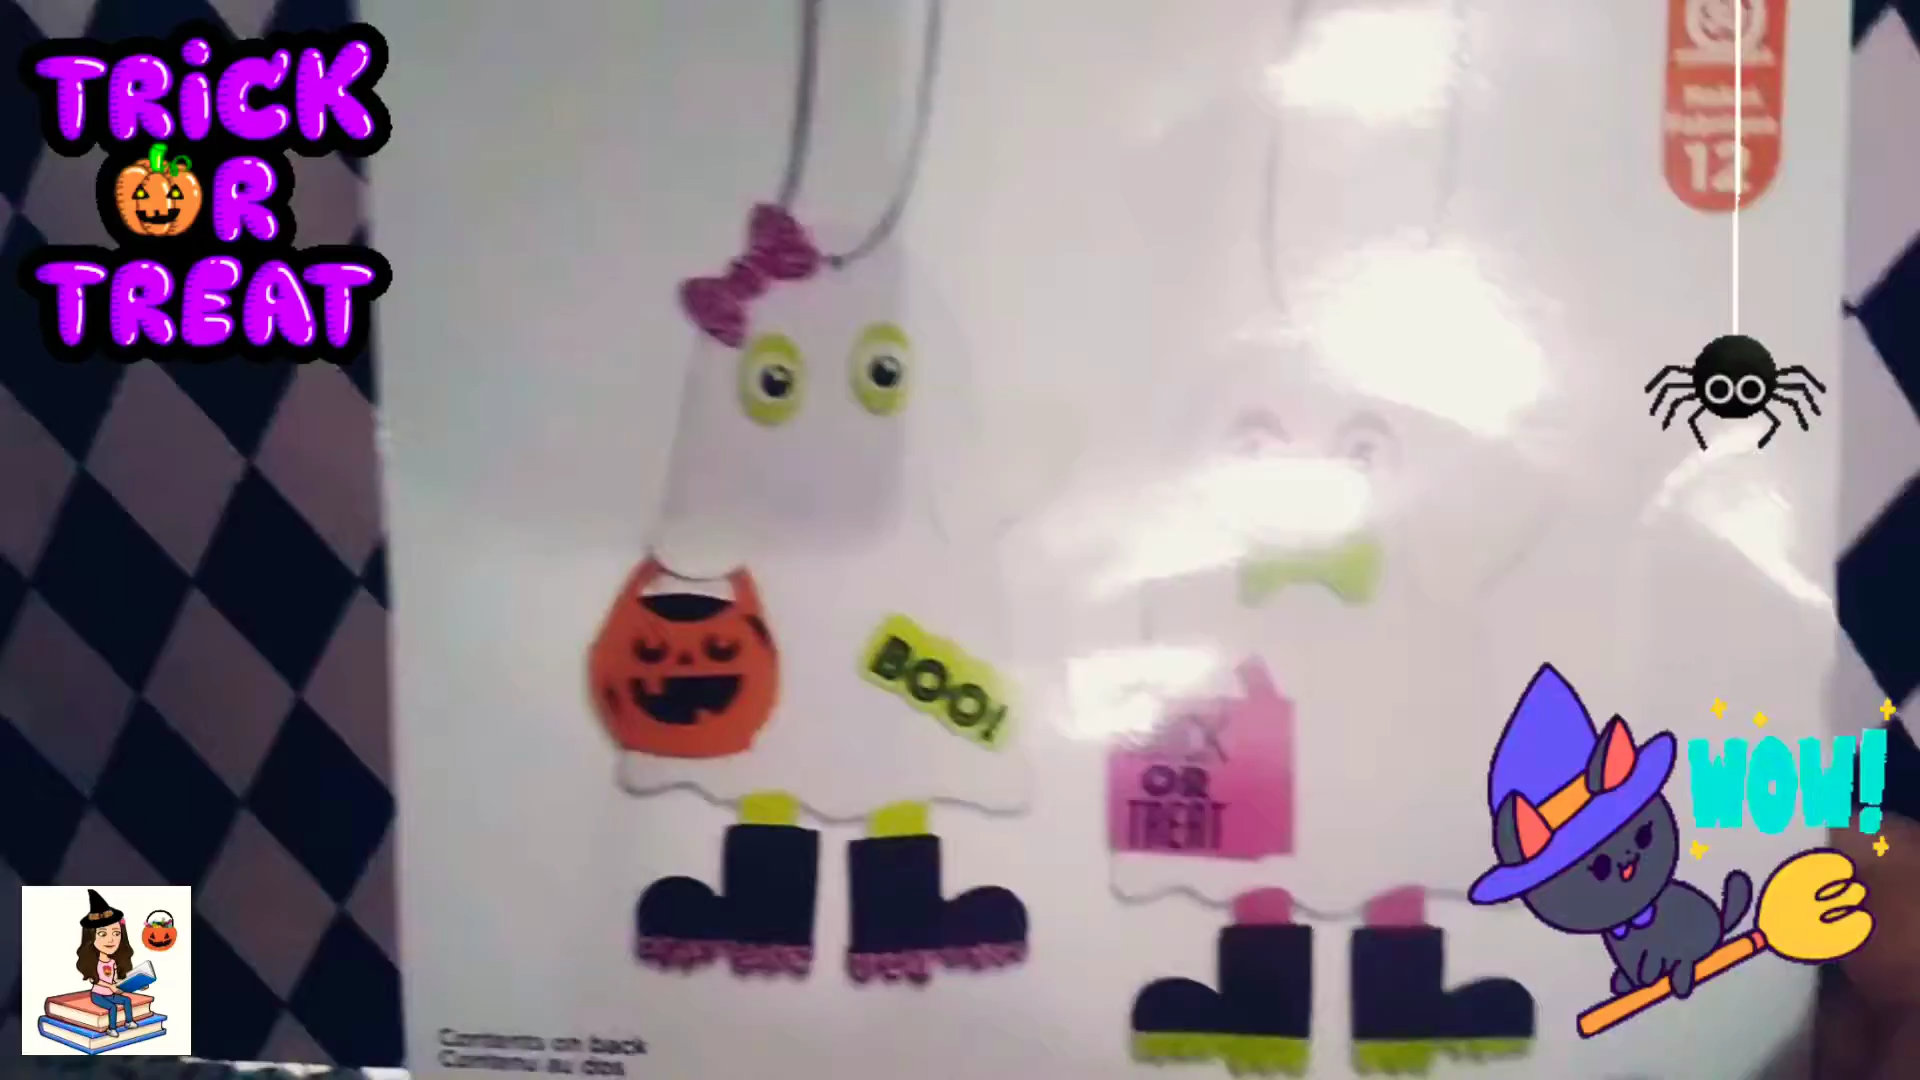 TRiCK
OR
TREAT
12
BOO!
OR
TREAT
WOW!
Contents on back
Contenu au dos